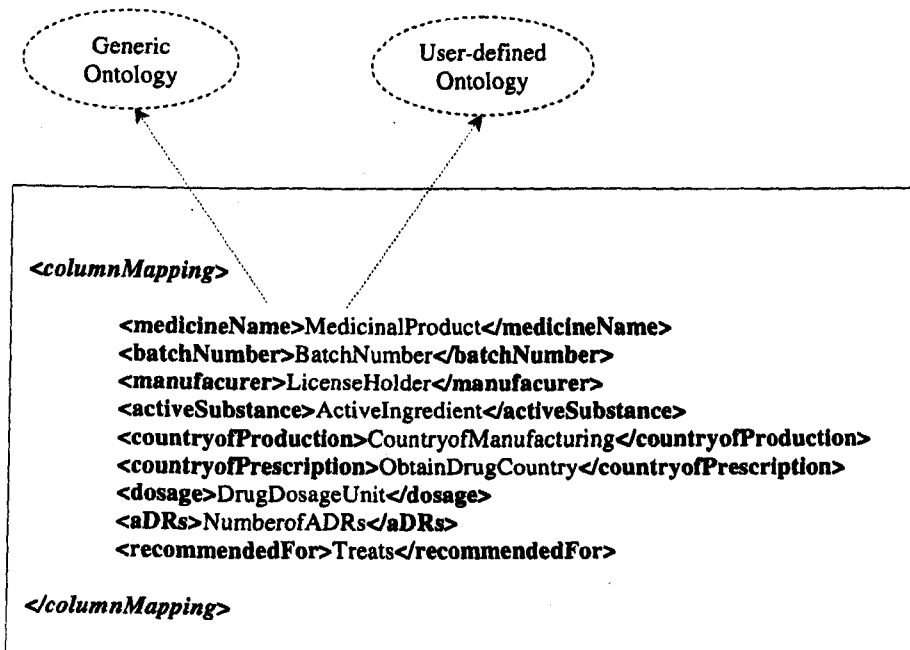 Generic
Ontology
User-defined
Ontology
<columnMapping>
<medicineName>MedicinalProduct</medicineName>
<batchNumber>BatchNumber</batchNumber>
<manufacurer>LicenseHolder</manufacurer>
<activeSubstance>ActiveIngredient</activeSubstance>
<countryofProduction>CountryofManufacturing</countryofProduction>
<countryofPrescription>ObtainDrugCountry</countryofPrescription>
<dosage>DrugDosageUnit</dosage>
<aDRs>NumberofADRs</aDRs>
<recommendedFor>Treats</recommendedFor>
</columnMapping>